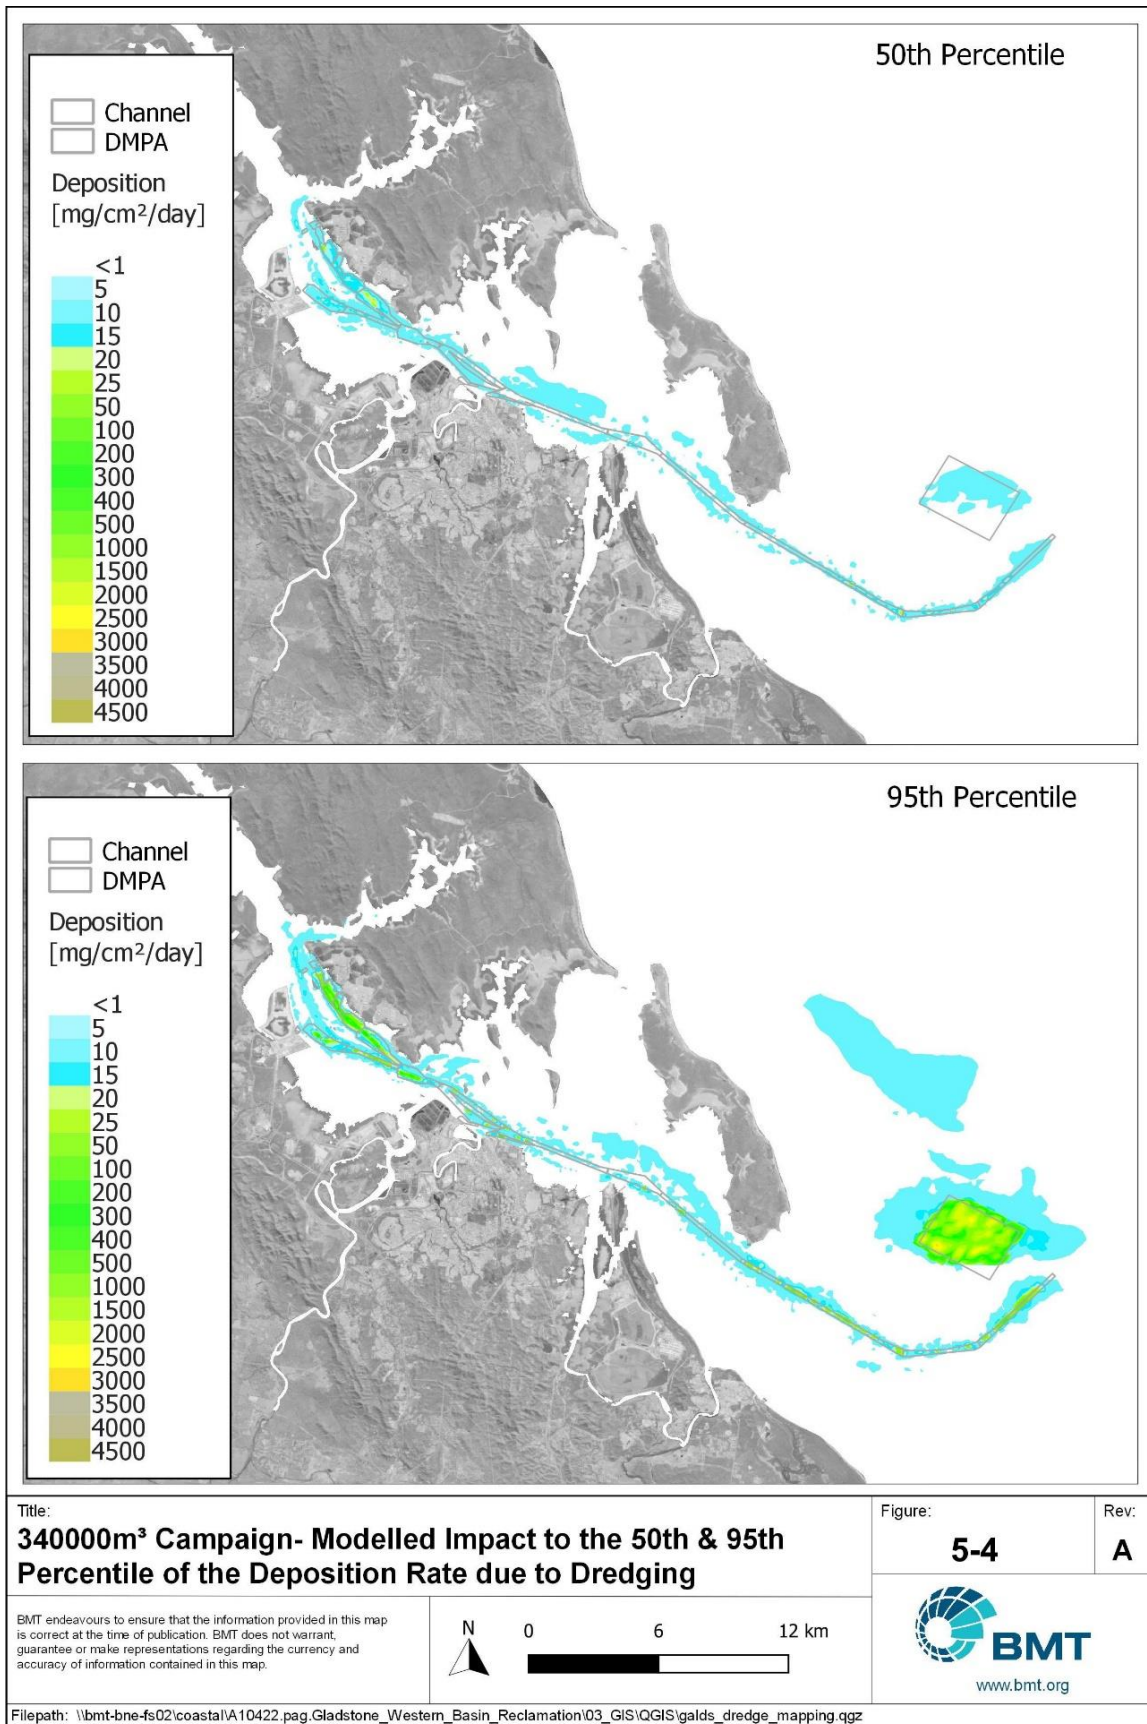 50th Percentile
Channel
DMPA
Deposition
[mg/cm²/day]
<1
5
10
15
20
25
50
100
200
300
400
500
1000
1500
2000
2500
3000
3500
4000
4500
95th Percentile
Channel
DMPA
Deposition
[mg/cm²/day]
<1
5
10
15
20
25
50
100
200
300
400
500
1000
1500
2000
2500
3000
3500
4000
4500
Title:
340000m³ Campaign- Modelled Impact to the 50th & 95th
Percentile of the Deposition Rate due to Dredging
Figure:
5-4
Rev:
A
BMT endeavours to ensure that the information provided in this map
is correct at the time of publication. BMT does not warrant,
guarantee or make representations regarding the currency and
accuracy of information contained in this map.
N
0 6 12 km
BMT
www.bmt.org
Filepath: \\bmt-bne-fs02\coastal\A10422.pag.Gladstone_Western_Basin_Reclamation\03_GIS\QGIS\galds_dredge_mapping.qgz